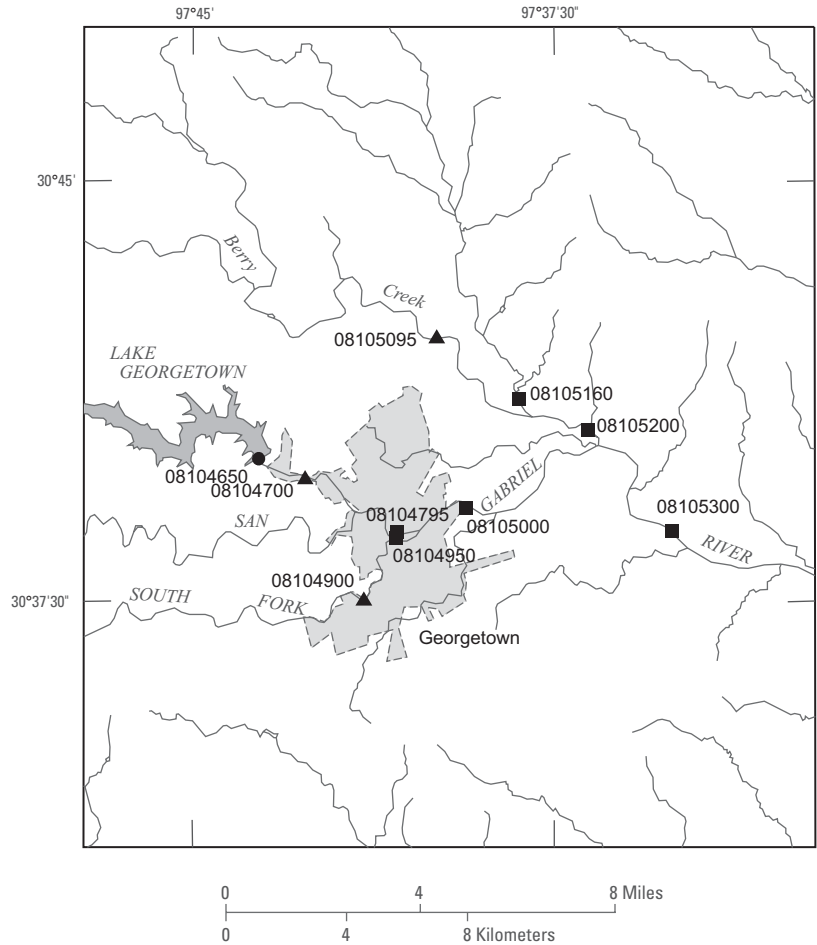 97°45'
97°37'30"
30°45'
Berry
Creek
08105095
LAKE
GEORGETOWN
08105160
08105200
08104650
08104700
GABRIEL
08104795
08105000
08105300
SAN
08104950
RIVER
08104900
30°37'30"
SOUTH
FORK
Georgetown
0 4 8 Miles
0 4 8 Kilometers